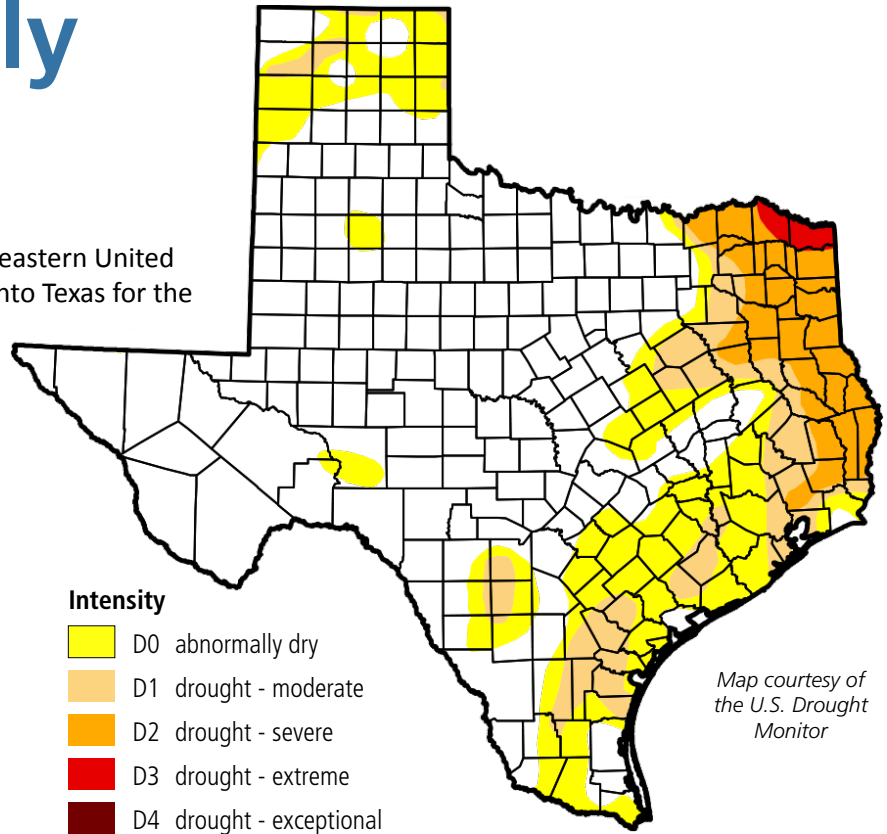 ly
eastern United
nto Texas for the
Intensity
D0 abnormally dry
D1 drought - moderate
D2 drought - severe
D3 drought - extreme
D4 drought - exceptional
Map courtesy of
the U.S. Drought
Monitor